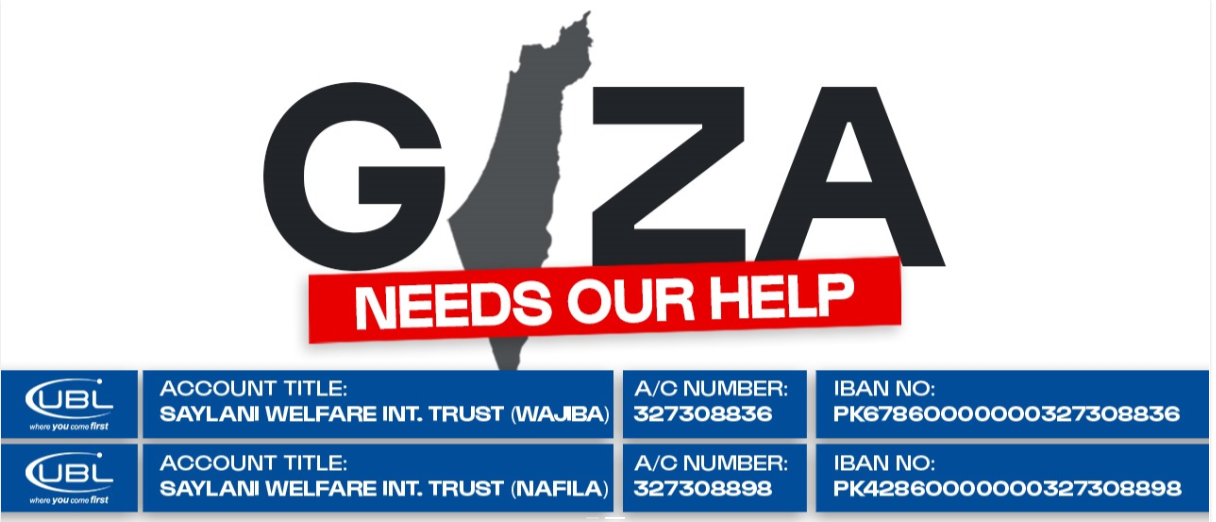 GAZA
NEEDS OUR HELP
UBL
where you come first
ACCOUNT TITLE:
SAYLANI WELFARE INT. TRUST (WAJIBA)
A/C NUMBER:
327308836
IBAN NO:
PK67860000000327308836
UBL
where you come first
ACCOUNT TITLE:
SAYLANI WELFARE INT. TRUST (NAFILA)
A/C NUMBER:
327308898
IBAN NO:
PK42860000000327308898